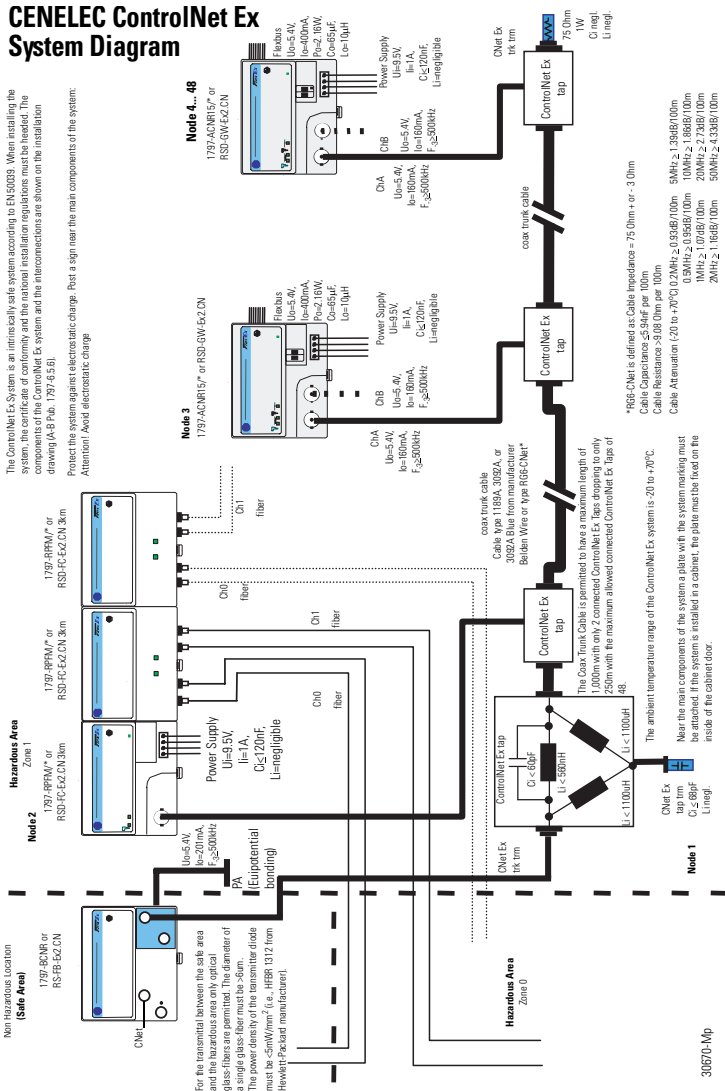 CENELEC ControlNet Ex
System Diagram
The ControlNet Ex System is an intrinsically safe system according to EN 50039. When installing the
system, the certificate of conformity and the national installation regulations must be heeded. The
components of the ControlNet Ex system and the interconnections are shown on the installation
drawing (A-B Pub. 1797-6.5.6).
Protect the system against electrostatic charge. Post a sign near the main components of the system:
Attention! Avoid electrostatic charge
Non Hazardous Location
(Safe Area)
1797-BCNR or
RS-FB-Ex2.CN
CNet
Hazardous Area
Zone 1
Node 2
1797-RPFM/* or
RSD-FC-Ex2.CN3km
1797-RPFM/* or
RSD-FC-Ex2.CN 3km
1797-RPFM/* or
RSD-FC-Ex2.CN 3km
Power Supply
Ui=9.5V,
Ii=1A,
Ci≤120nF,
Li=negligible
Uo=5.4V,
Io=201mA,
F-3≥500kHz
PA
(Euipotential
bonding)
Ch0
fiber
Ch1
fiber
Ch0
fiber
Ch1
fiber
Node 3
1797-ACNR15/* or RSD-GW-Ex2.CN
Flexbus
Uo=5.4V,
Io=400mA,
Po=2.16W,
Co=65µF,
Lo=10µH
Power Supply
Ui=9.5V,
Ii=1A,
Ci≤120nF,
Li=negligible
ChB
Uo=5.4V,
Io=160mA,
F-3≥500kHz
ChA
Uo=5.4V,
Io=160mA,
F-3≥500kHz
Node 4... 48
1797-ACNR15/* or
RSD-GW-Ex2.CN
Flexbus
Uo=5.4V,
Io=400mA,
Po=2.16W,
Co=65µF,
Lo=10µH
Power Supply
Ui=9.5V,
Ii=1A,
Ci≤120nF,
Li=negligible
ChB
Uo=5.4V,
Io=160mA,
F-3≥500kHz
ChA
Uo=5.4V,
Io=160mA,
F-3≥500kHz
CNet Ex
trk trm
75 Ohm
1W
Ci negl.
Li negl.
ControlNet Ex
tap
coax trunk cable
ControlNet Ex
tap
coax trunk cable
Cable type 1189A, 3092A, or
3092A Blue from manufacturer
Belden Wire or type RG6-CNet*
ControlNet Ex
tap
*RG6-CNet is defined as:Cable Impedance = 75 Ohm + or - 3 Ohm
Cable Capacitance ≤5.94nF per 100m
Cable Resistance >9.08 Ohm per 100m
Cable Attenuation (-20 to +70°C) 0.2MHz ≥ 0.93dB/100m 5MHz ≥ 1.39dB/100m
0.5MHz ≥ 0.95dB/100m 10MHz ≥ 1.86dB/100m
1MHz ≥ 1.07dB/100m 20MHz ≥ 2.73dB/100m
2MHz ≥ 1.16dB/100m 50MHz ≥ 4.33dB/100m
The Coax Trunk Cable is permitted to have a maximum length of
1,000m with only 2 connected ControlNet Ex Taps dropping to only
250m with the maximum allowed connected ControlNet Ex Taps of
48.
The ambient temperature range of the ControlNet Ex system is -20 to +70°C.
Near the main components of the system a plate with the system marking must
be attached. If the system is installed in a cabinet, the plate must be fixed on the
inside of the cabinet door.
ControlNet Ex tap
Ci < 60pF
Li < 560nH
Li < 1100uH
Li < 1100uH
CNet Ex
trk trm
CNet Ex
tap trm
Ci ≤ 68pF
Li negl.
Node 1
For the transmittal between the safe area
and the hazardous area only optical
glass-fibers are permitted. The diameter of
a single glass-fiber must be >6um.
The power density of the transmitter diode
must be <5mW/mm² (i.e., HFBR 1312 from
Hewlett-Packard manufacturer).
Hazardous Area
Zone 0
30670-Mp